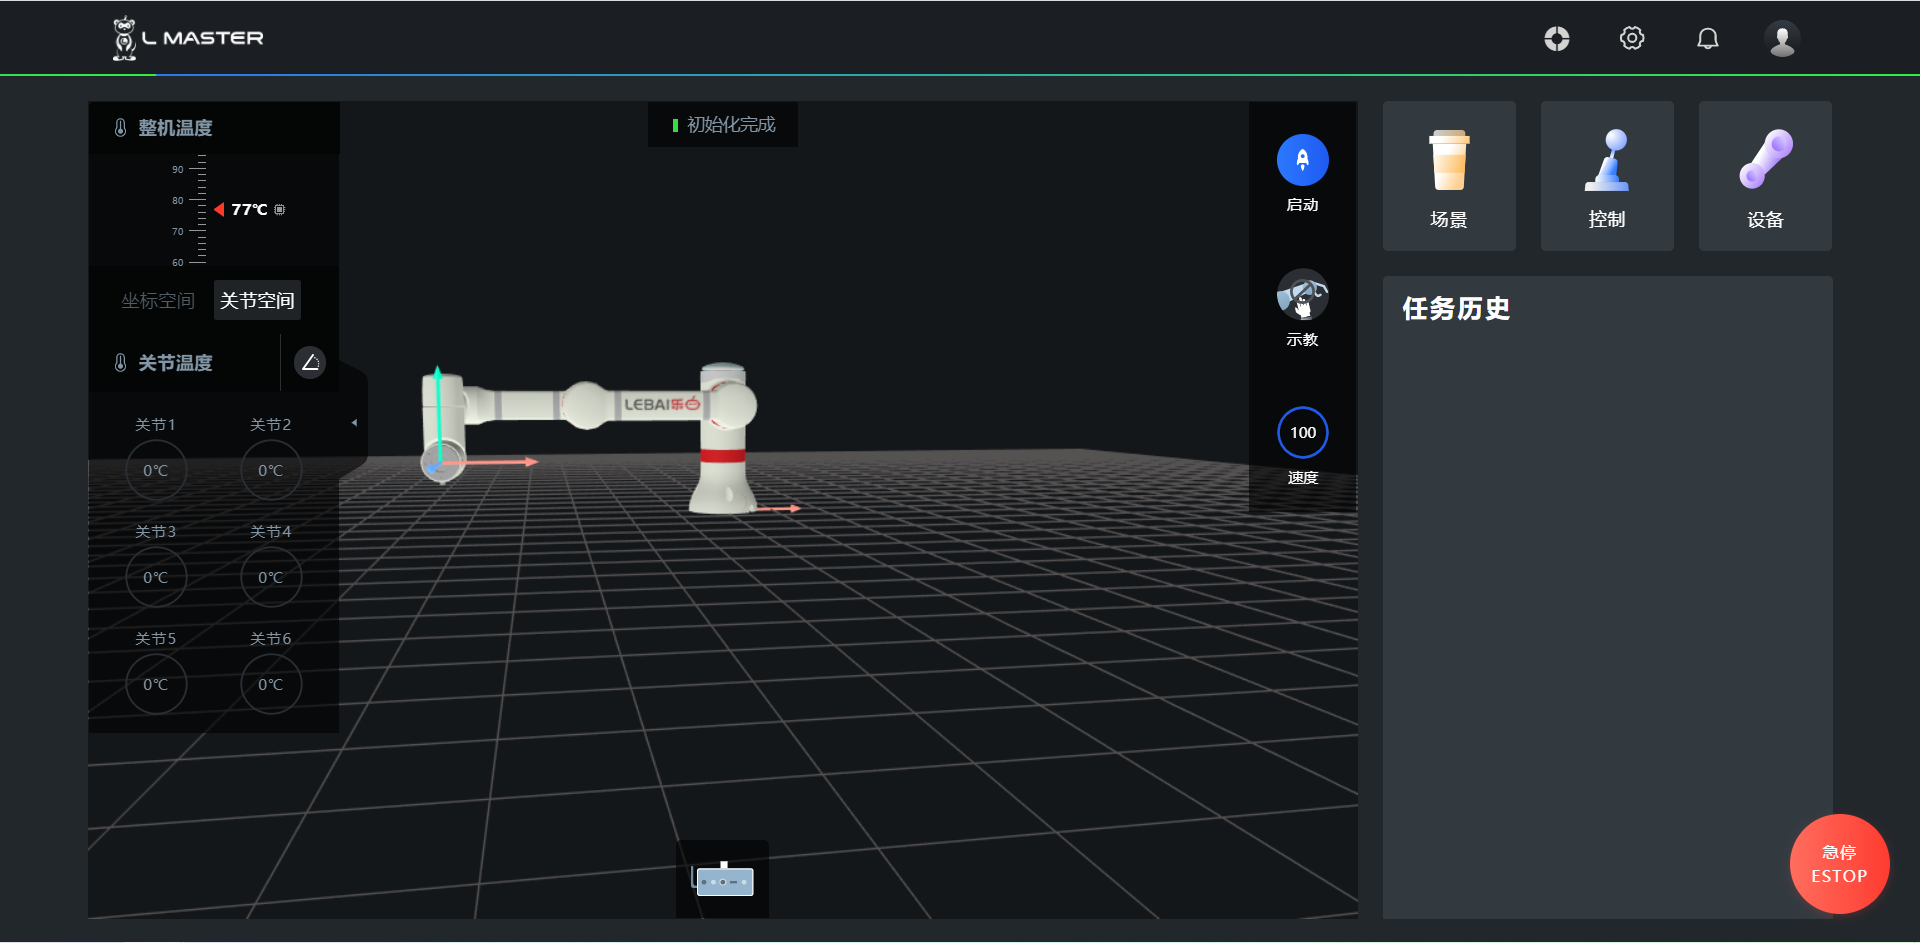 L MASTER
整机温度
初始化完成
90
80
77℃
70
60
坐标空间 关节空间
关节温度
关节1 关节2
0℃ 0℃
关节3 关节4
0℃ 0℃
关节5 关节6
0℃ 0℃
LEBAI乐白
启动
示教
100
速度
场景 控制 设备
任务历史
急停
ESTOP